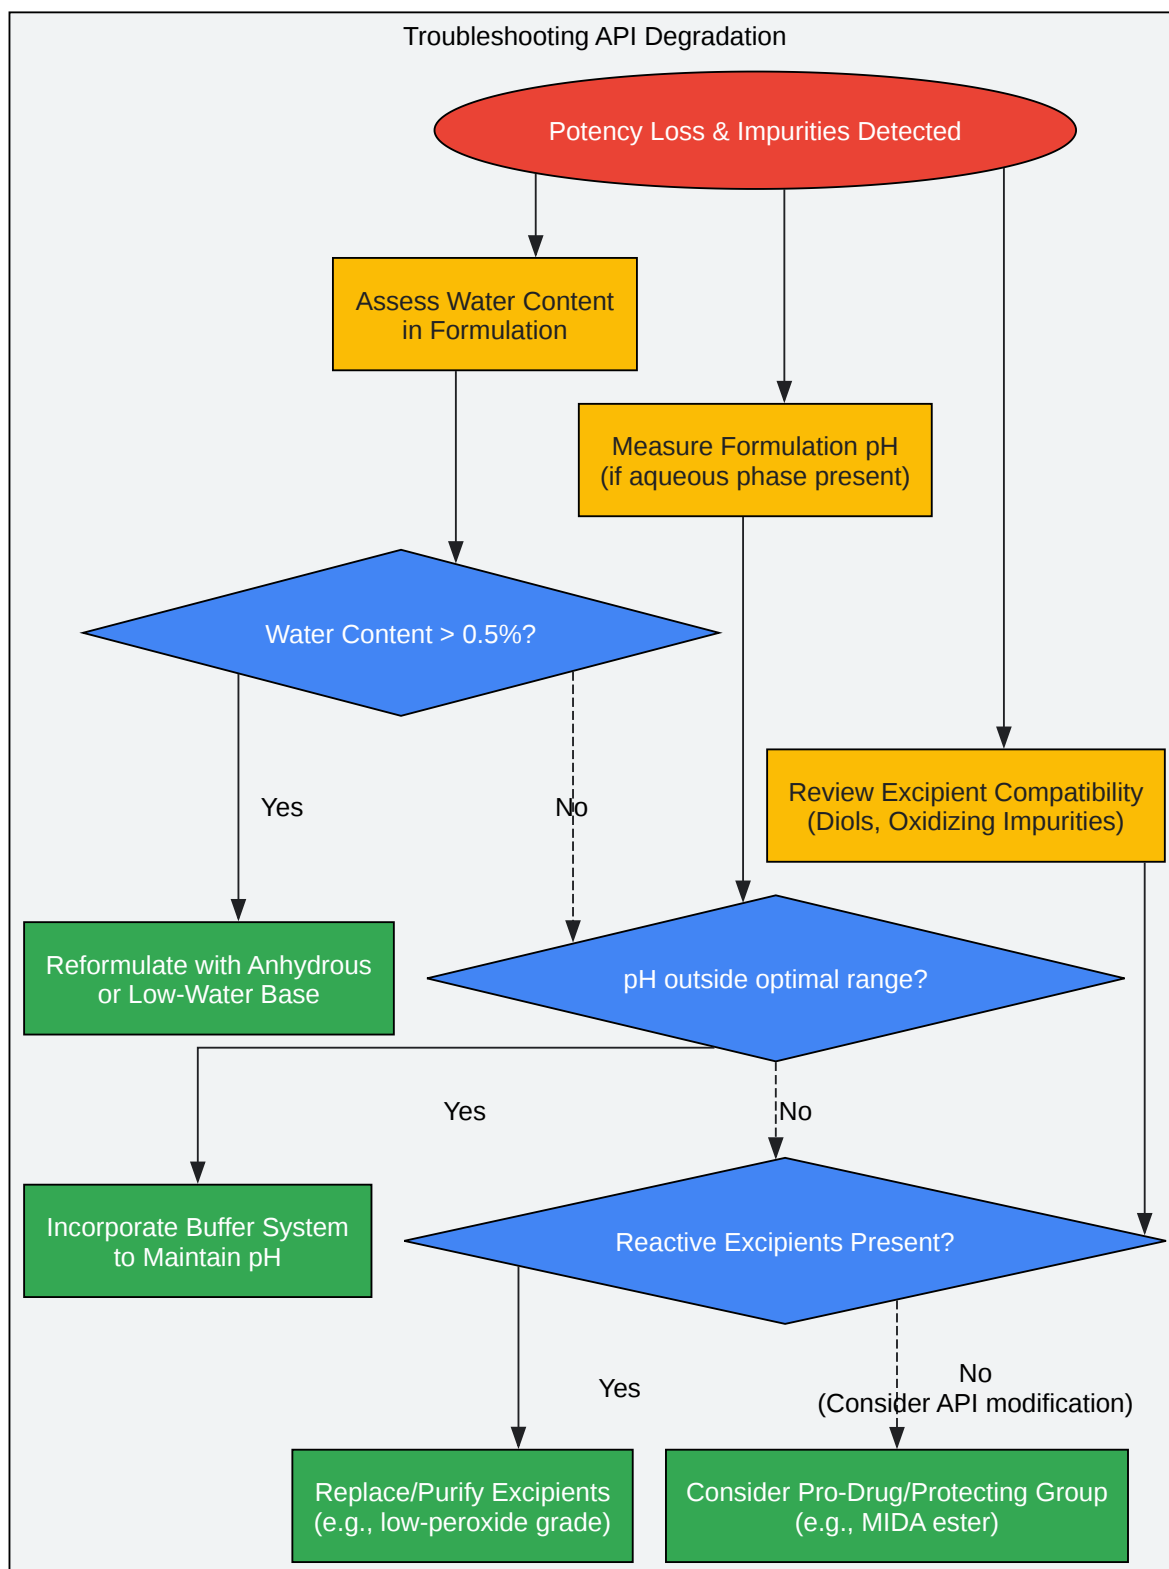 Troubleshooting API Degradation
Potency Loss & Impurities Detected
Assess Water Content
in Formulation
Measure Formulation pH
(if aqueous phase present)
Water Content > 0.5%?
Review Excipient Compatibility
(Diols, Oxidizing Impurities)
Yes
No
Reformulate with Anhydrous
or Low-Water Base
pH outside optimal range?
Yes
No
Incorporate Buffer System
to Maintain pH
Reactive Excipients Present?
Yes
No
(Consider API modification)
Replace/Purify Excipients
(e.g., low-peroxide grade)
Consider Pro-Drug/Protecting Group
(e.g., MIDA ester)